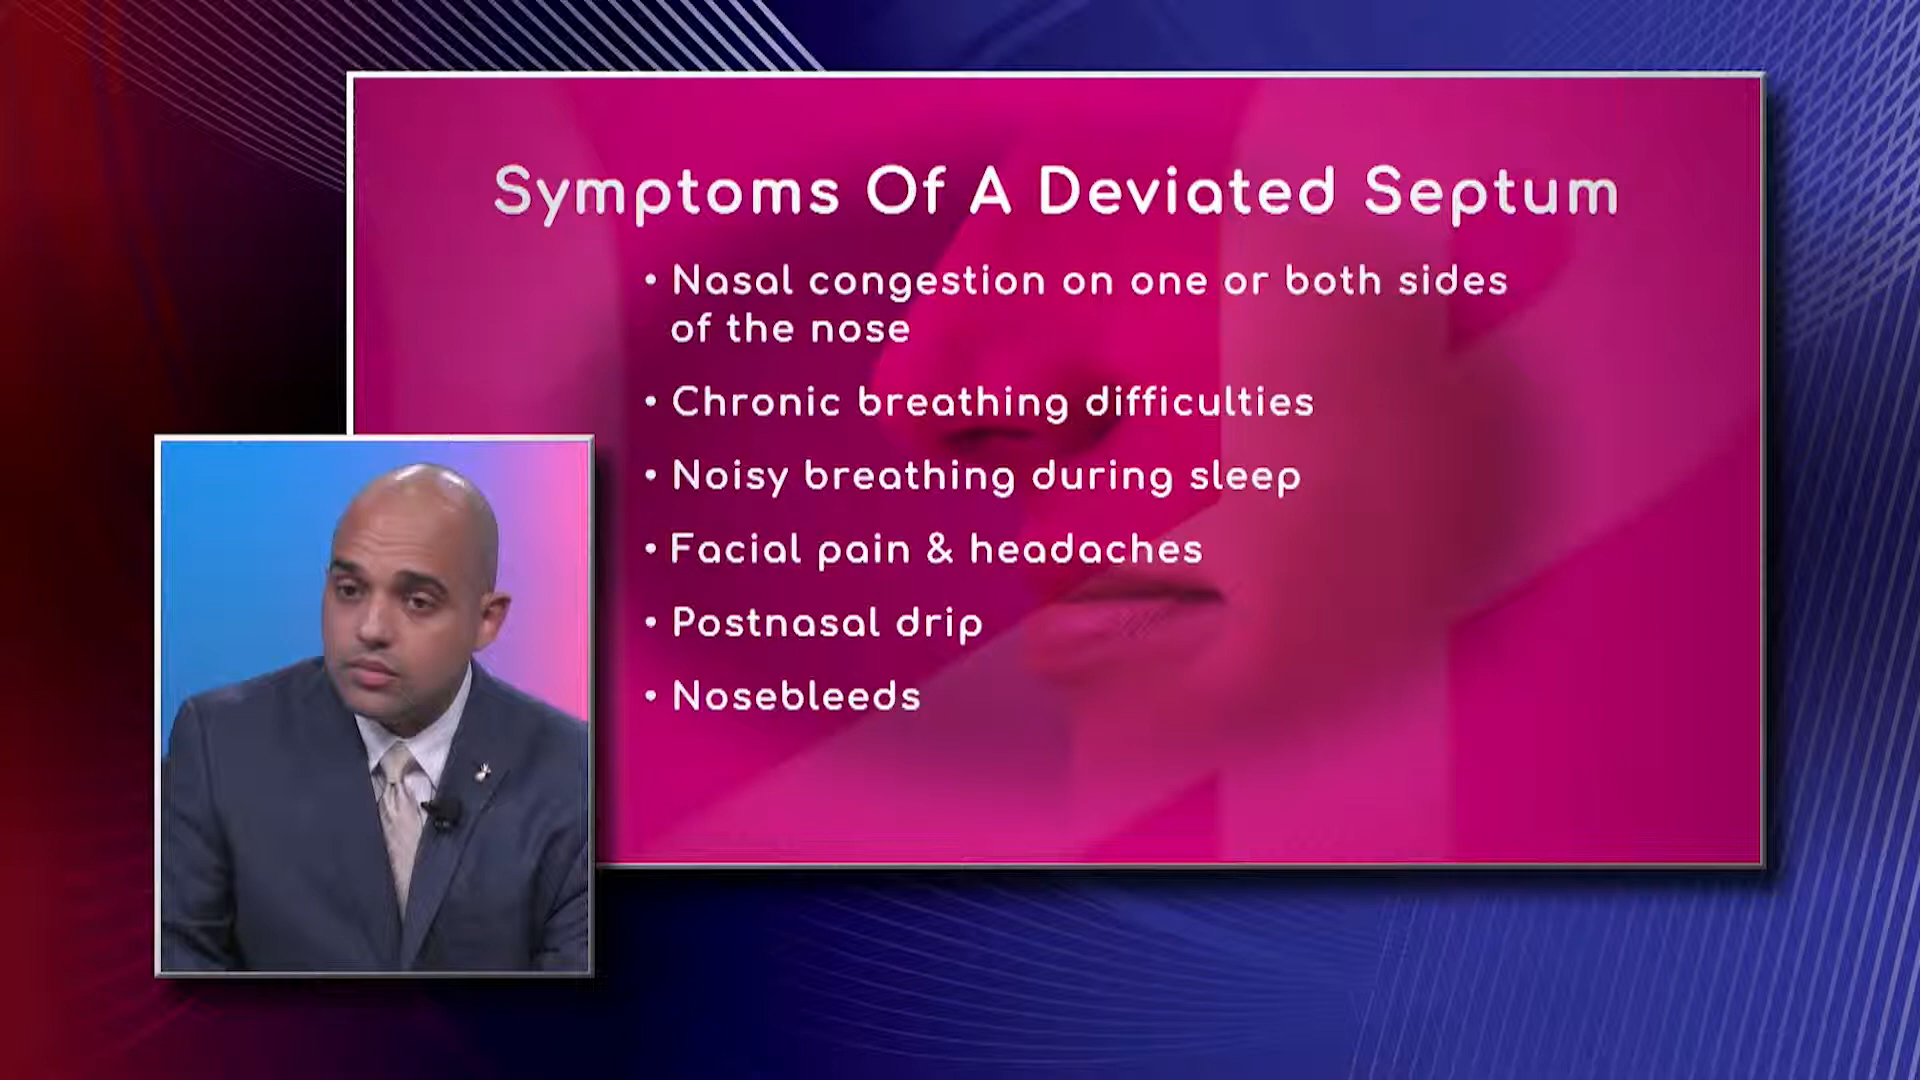 Symptoms Of A Deviated Septum
• Nasal congestion on one or both sides
of the nose
• Chronic breathing difficulties
• Noisy breathing during sleep
• Facial pain & headaches
• Postnasal drip
• Nosebleeds